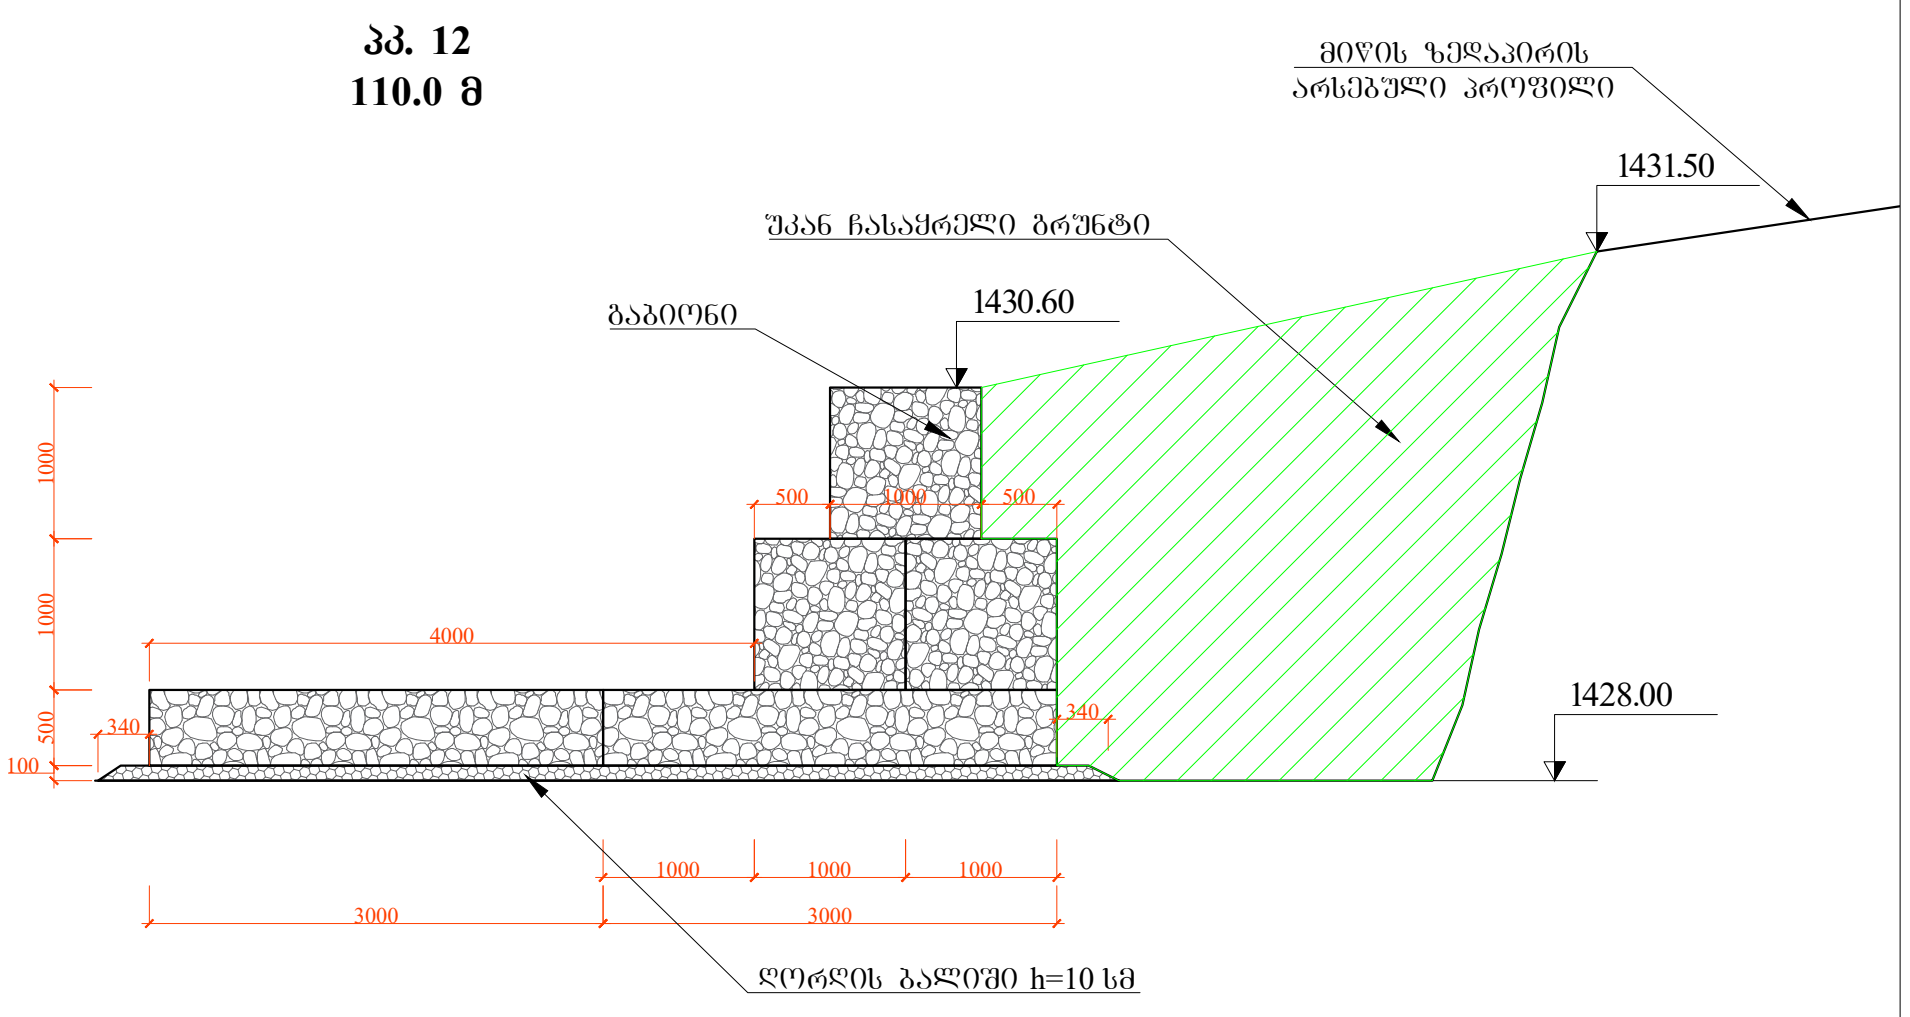 პკ. 12
110.0 მ
მიწის ზედაპირის
არსებული პროფილი
1431.50
უკან ჩასაყრელი გრუნტი
გაბიონი
1430.60
1000
500 1000 500
1000
4000
500
340
340
100
1428.00
1000 1000 1000
3000 3000
ღორღის ბალიში h=10 სმ